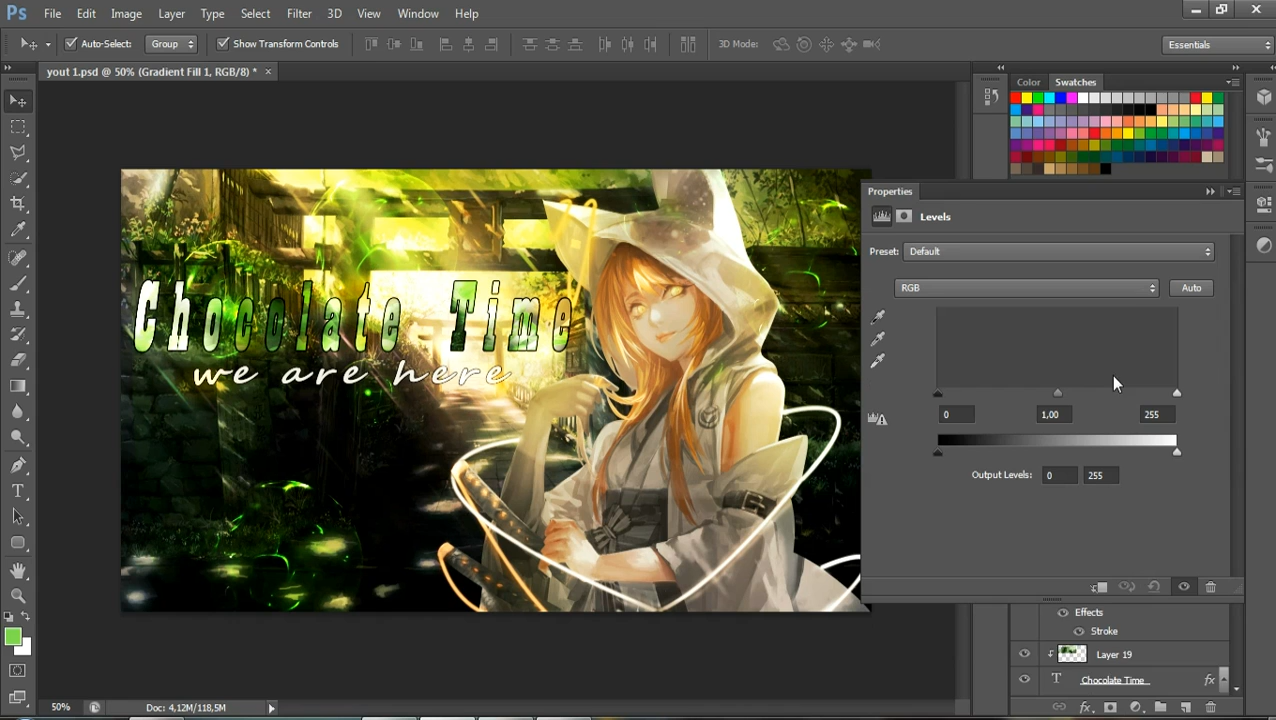 Ps File Edit Image Layer Type Select Filter 3D View Window Help
Auto-Select: Group Show Transform Controls 3D Mode: Essentials
yout 1.psd @ 50% (Gradient Fill 1, RGB/8) * ×
Color Swatches
Properties
Levels
Preset: Default
RGB Auto
Chocolate Time
we are here
0 1,00 255
Output Levels: 0 255
Effects
Stroke
Layer 19
T Chocolate Time fx
50% Doc: 4,12M/118,5M